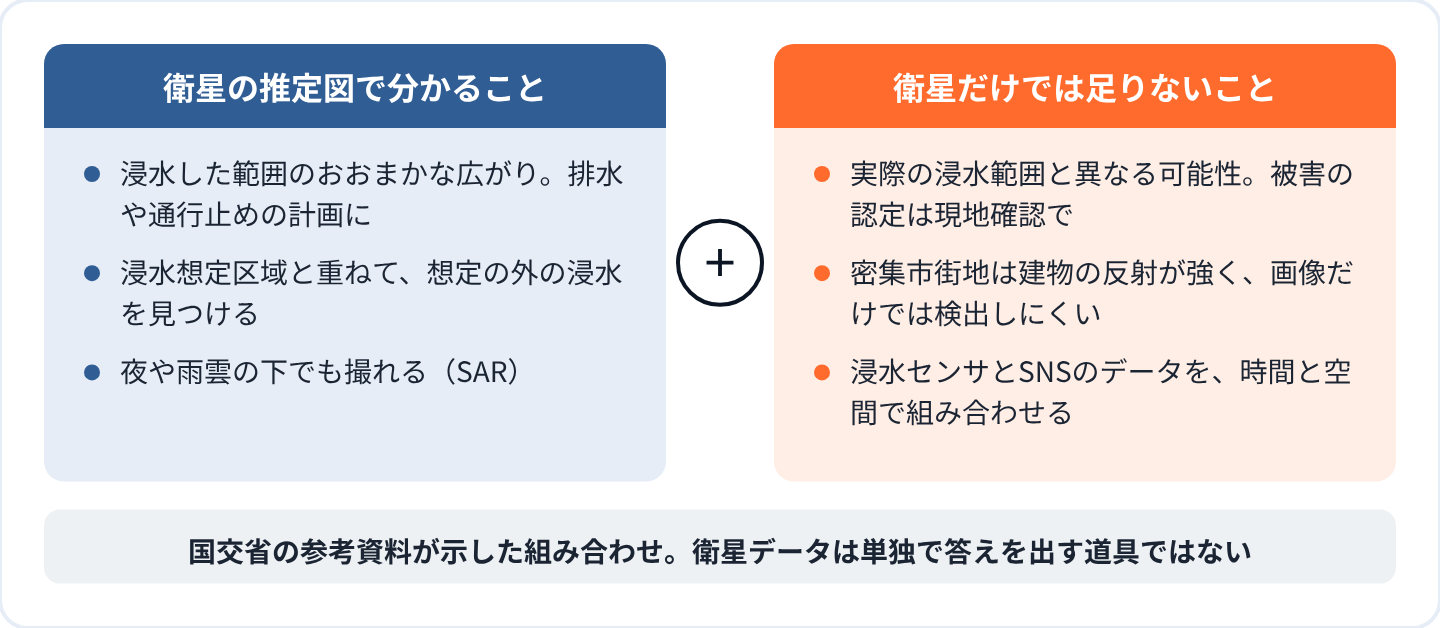 衛星の推定図で分かること
浸水した範囲のおおまかな広がり。排水
や通行止めの計画に
浸水想定区域と重ねて、想定の外の浸水
を見つける
夜や雨雲の下でも撮れる（SAR）
+
衛星だけでは足りないこと
実際の浸水範囲と異なる可能性。被害の
認定は現地確認で
密集市街地は建物の反射が強く、画像だ
けでは検出しにくい
浸水センサとSNSのデータを、時間と空
間で組み合わせる
国交省の参考資料が示した組み合わせ。衛星データは単独で答えを出す道具ではない